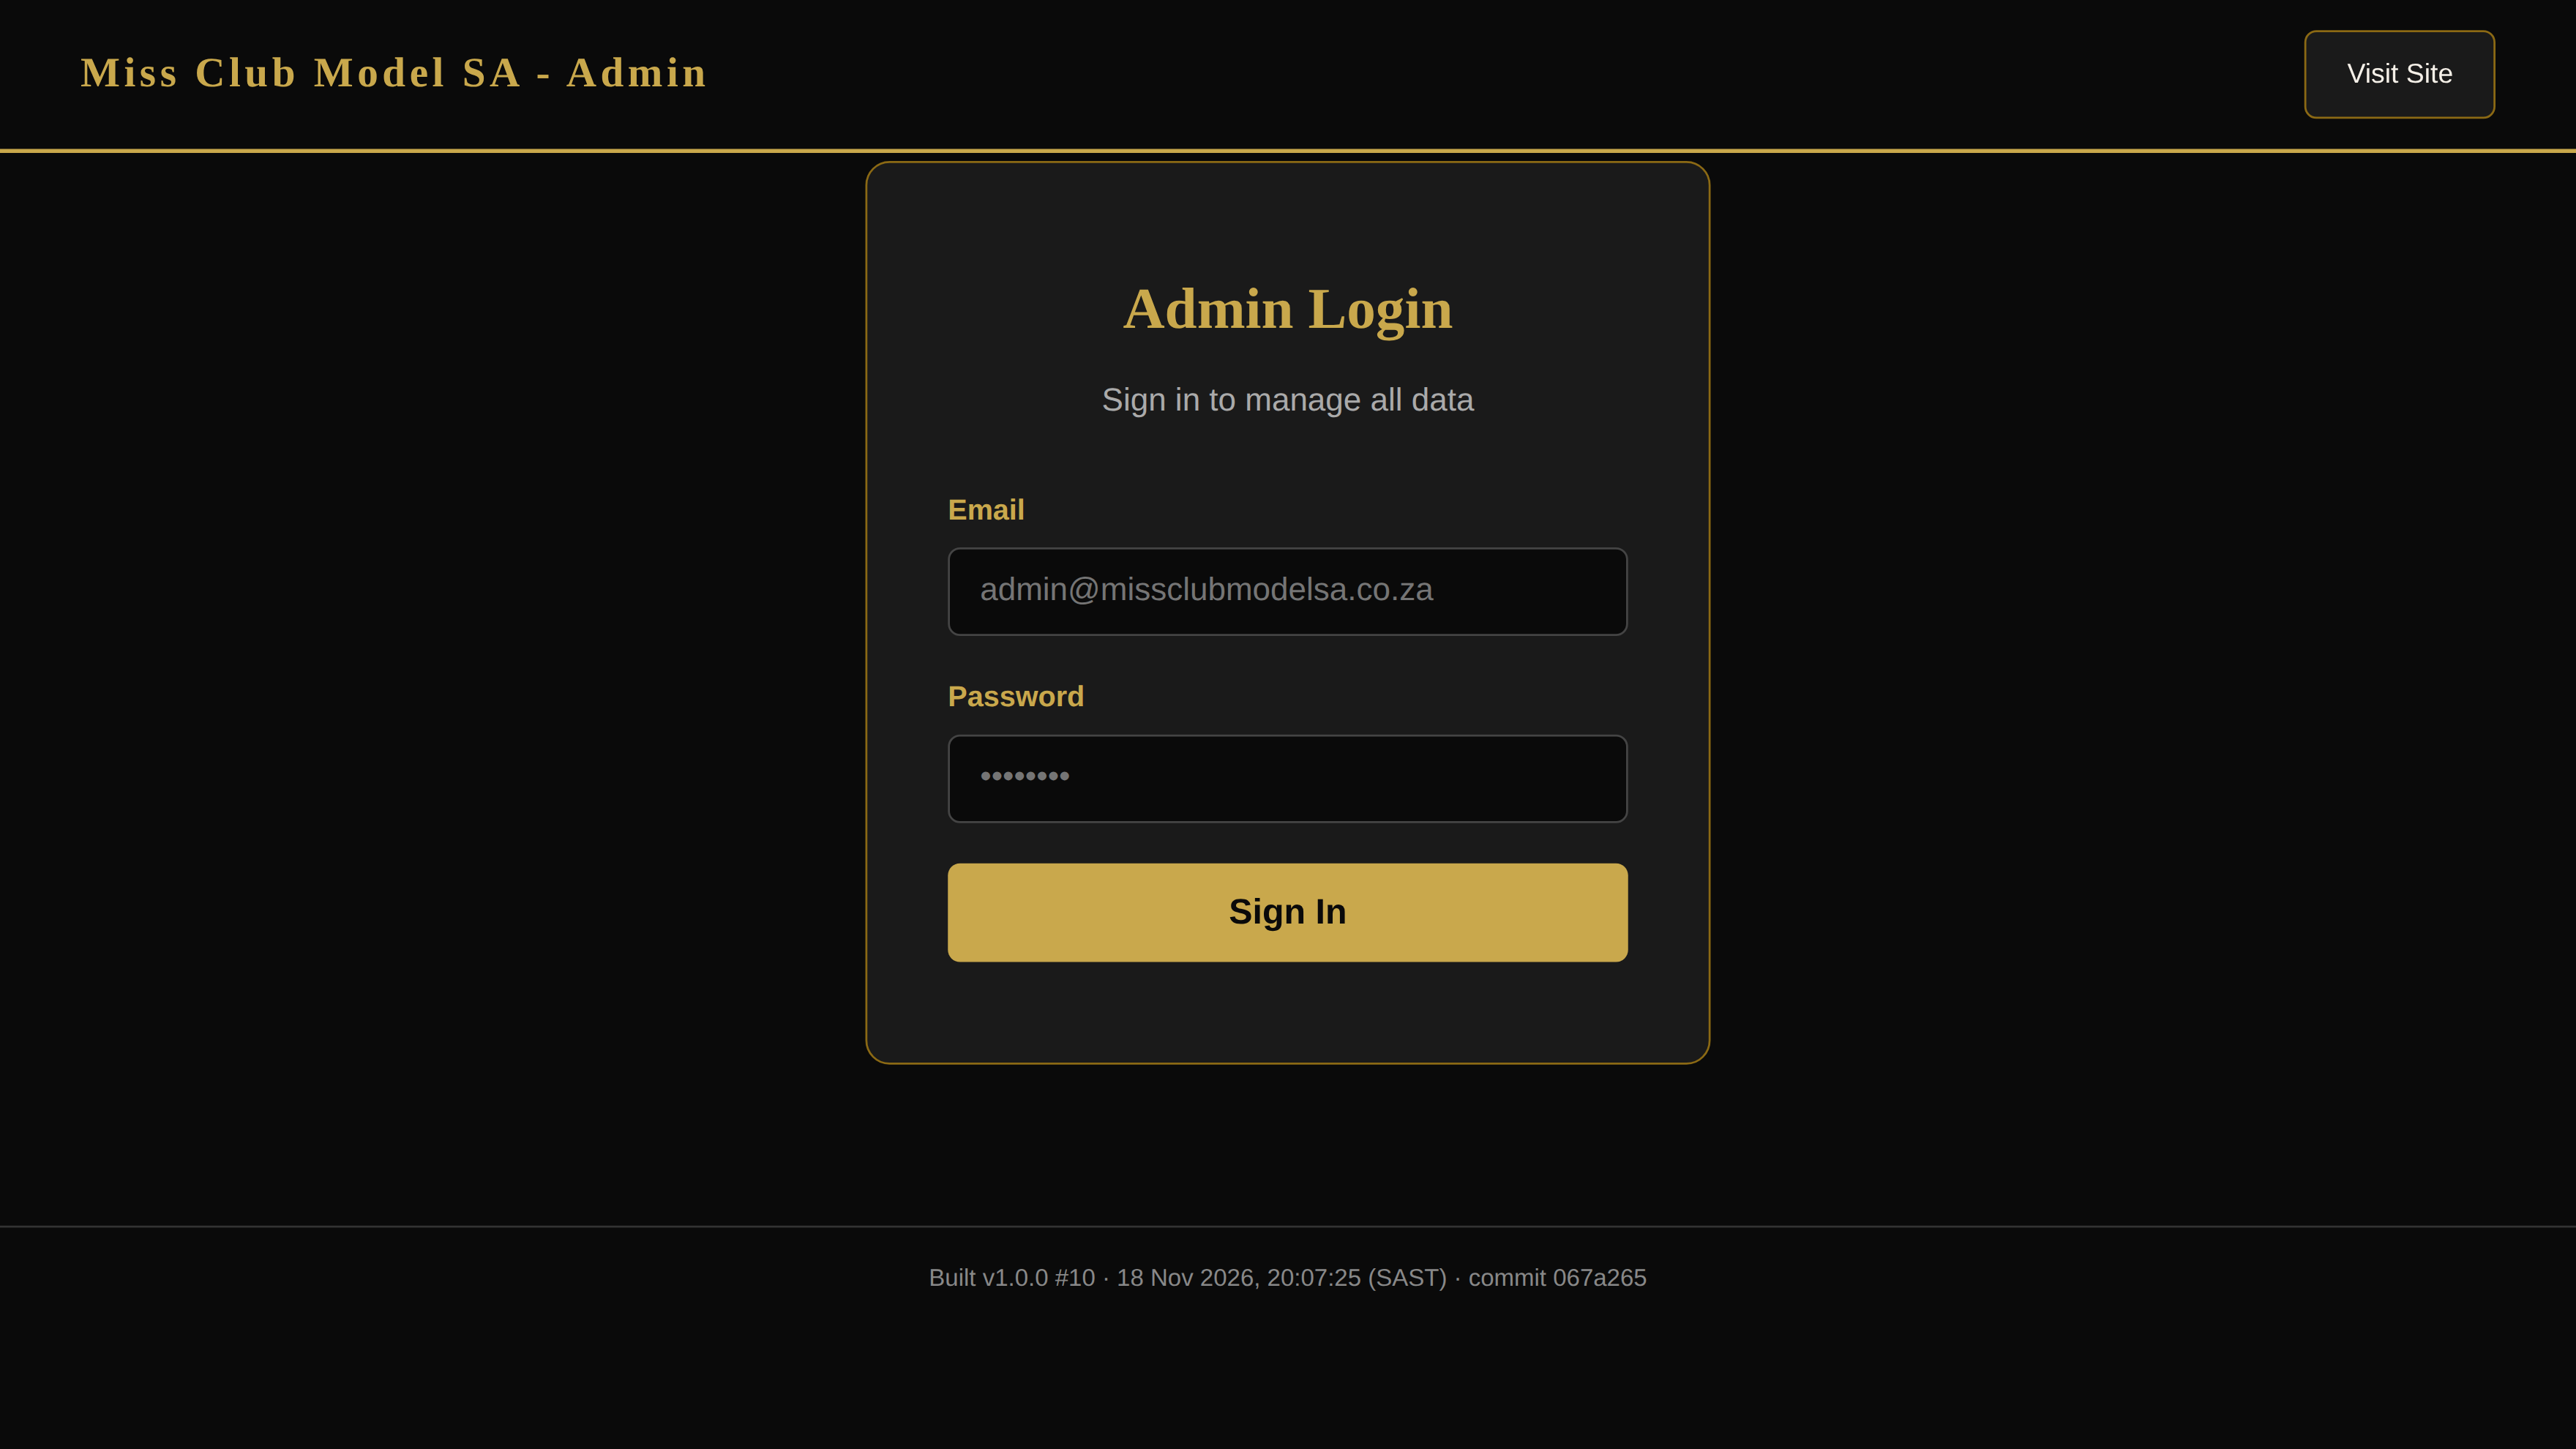 Miss Club Model SA - Admin
Visit Site
Admin Login
Sign in to manage all data
Email
admin@missclubmodelsa.co.za
Password
••••••••
Sign In
Built v1.0.0 #10 · 18 Nov 2026, 20:07:25 (SAST) · commit 067a265